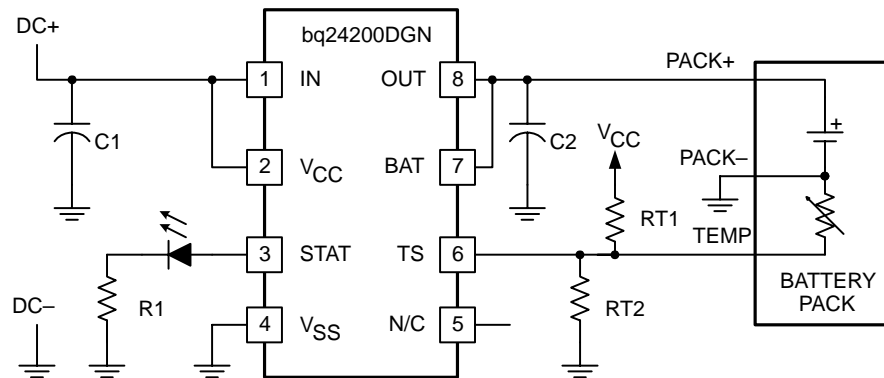 DC+
bq24200DGN
1
IN
OUT
8
PACK+
C1
C2
VCC
+
2
VCC
BAT
7
PACK–
RT1
3
STAT
TS
6
TEMP
BATTERY
PACK
DC–
R1
RT2
4
VSS
N/C
5